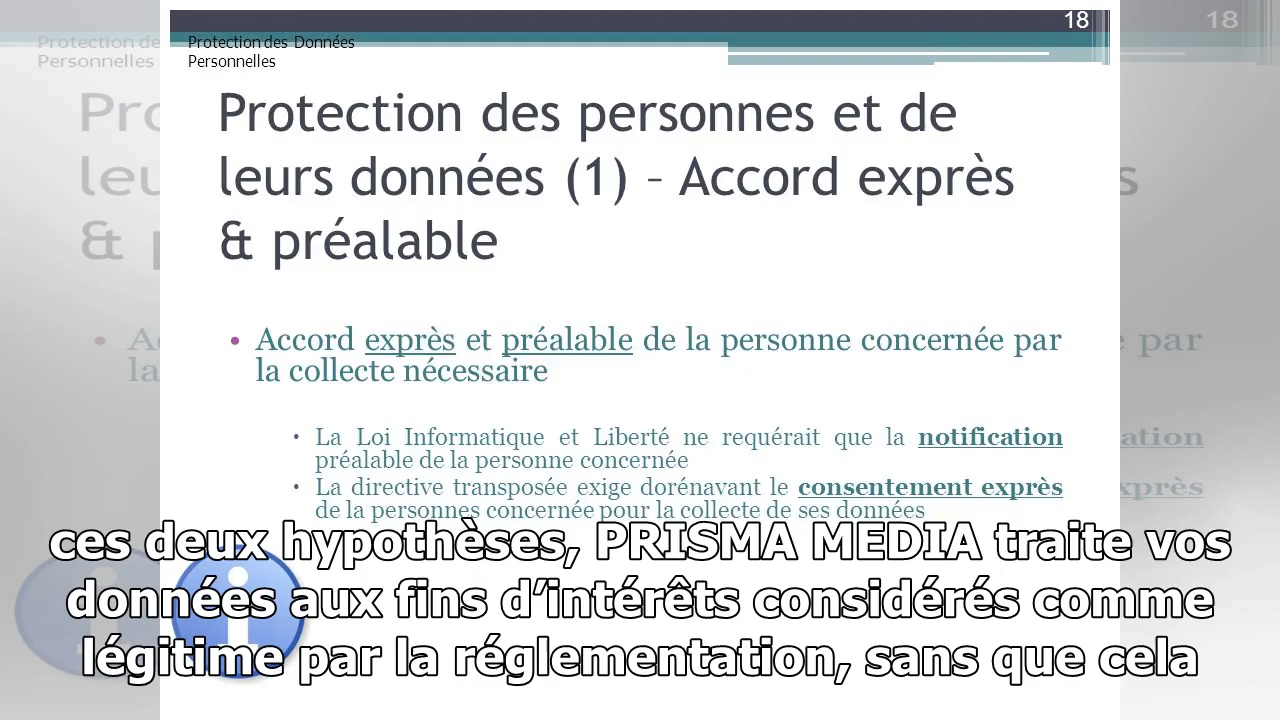 18
Protection des Données
Personnelles
Protection des personnes et de
leurs données (1) – Accord exprès
& préalable
• Accord exprès et préalable de la personne concernée par
la collecte nécessaire
• La Loi Informatique et Liberté ne requérait que la notification
préalable de la personne concernée
• La directive transposée exige dorénavant le consentement exprès
de la personnes concernée pour la collecte de ses données
ces deux hypothèses, PRISMA MEDIA traite vos
données aux fins d’intérêts considérés comme
légitime par la réglementation, sans que cela